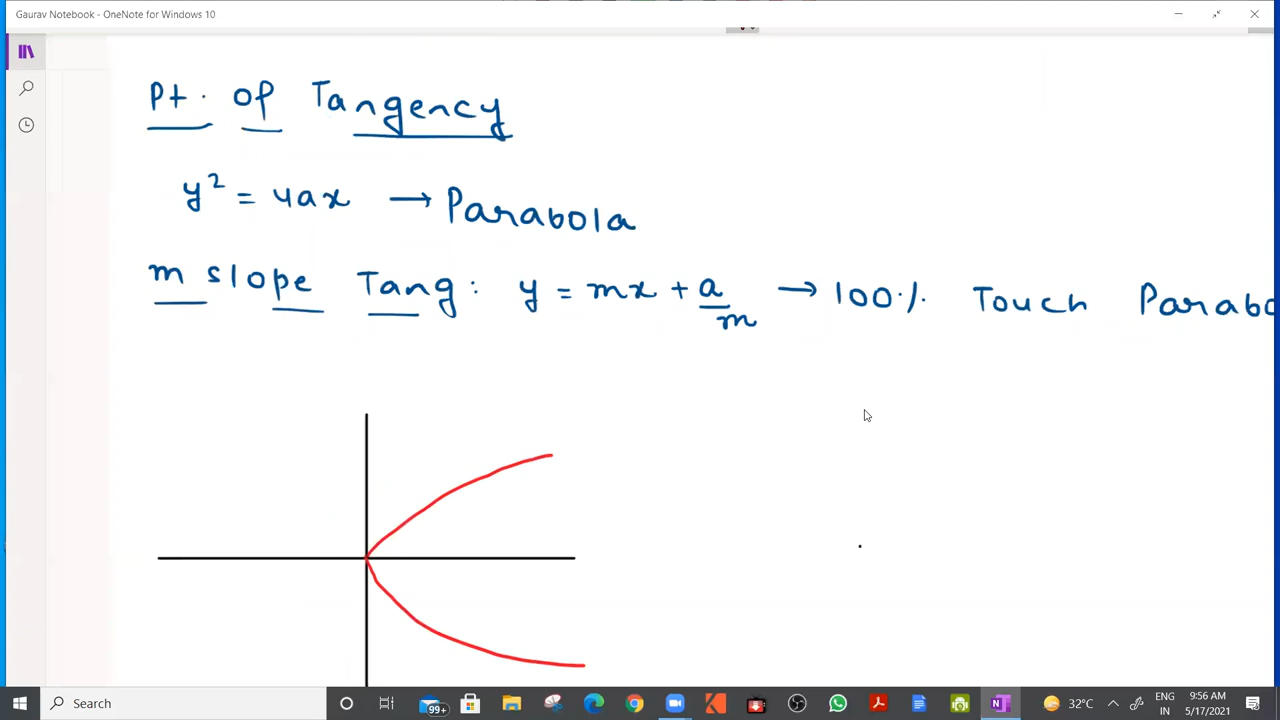 Gaurav Notebook - OneNote for Windows 10
Pt. of Tangency
y² = 4ax → Parabola
m slope Tang: y = mx + a/m → 100% Touch Parabo
Search
99+
32°C
ENG
IN
9:56 AM
5/17/2021